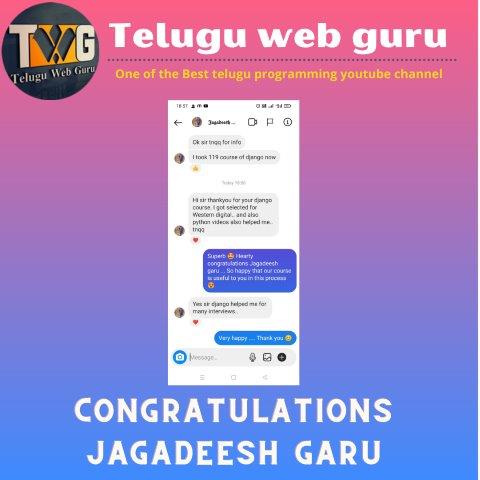 TWG
Telugu Web Guru
Telugu web guru
One of the Best telugu programming youtube channel
Jagadeesh ...
Ok sir tnqq for info
I took 119 course of django now
Hi sir thankyou for your django
course. I got selected for
Western digital.. and also
python videos also helped me..
tnqq
Superb 🤩 Hearty
congratulations Jagadeesh
garu ... So happy that our course
is useful to you in this process
😍
Yes sir django helped me for
many interviews..
Very happy .... Thank you 😊
Message...
CONGRATULATIONS
JAGADEESH GARU